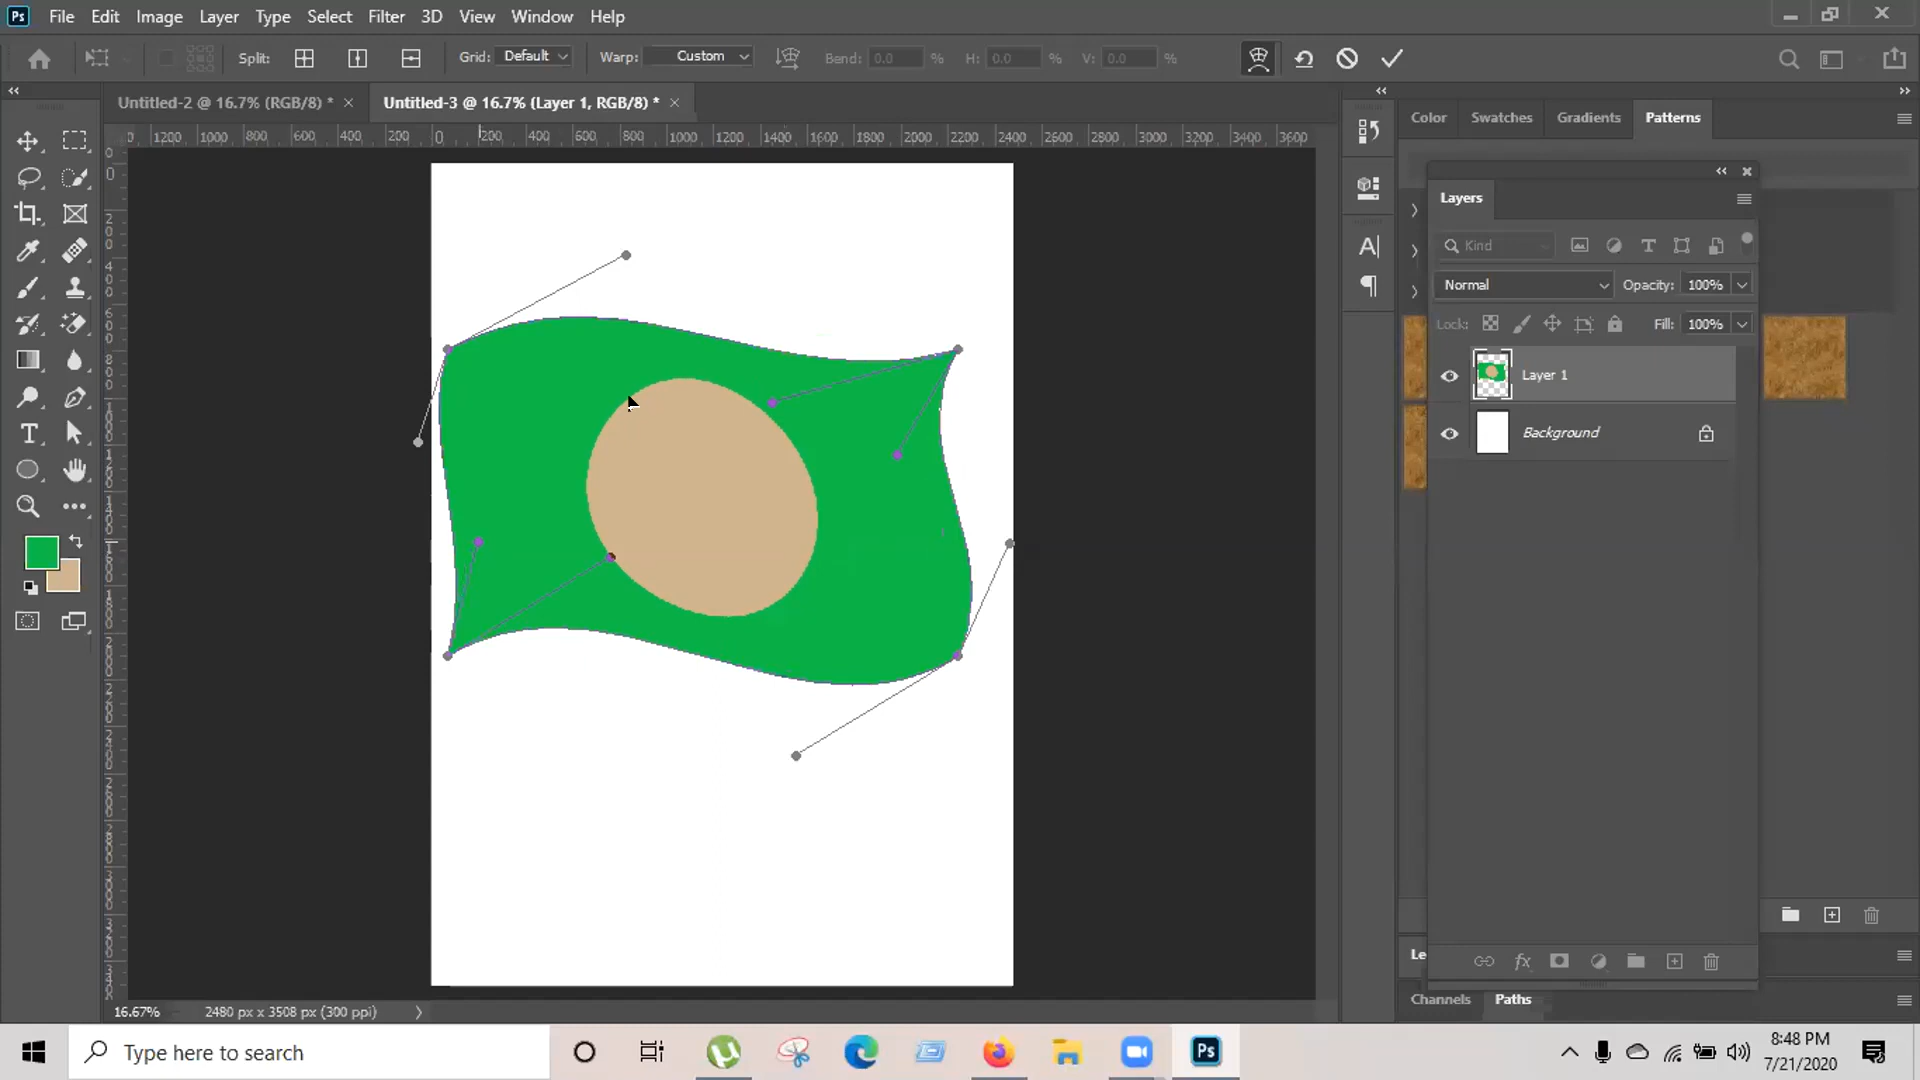 Ps File Edit Image Layer Type Select Filter 3D View Window Help
Split: Grid: Default Warp: Custom Bend: 0.0 % H: 0.0 % V: 0.0 %
Untitled-2 @ 16.7% (RGB/8) * × Untitled-3 @ 16.7% (Layer 1, RGB/8) * ×
1200 1000 800 600 400 200 0 200 400 600 800 1000 1200 1400 1600 1800 2000 2200 2400 2600 2800 3000 3200 3400 3600
Color Swatches Gradients Patterns
Layers
Kind
Normal Opacity: 100%
Lock: Fill: 100%
Layer 1
Background
fx
Le
Channels Paths
16.67% 2480 px x 3508 px (300 ppi)
Type here to search
Ps
8:48 PM
7/21/2020